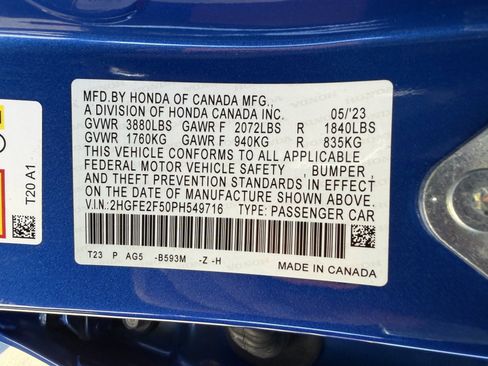 MFD.BY HONDA OF CANADA MFG.,
A DIVISION OF HONDA CANADA INC. 05/'23
GVWR 3880LBS GAWR F 2072LBS R 1840LBS
GVWR 1760KG GAWR F 940KG R 835KG
THIS VEHICLE CONFORMS TO ALL APPLICABLE
FEDERAL MOTOR VEHICLE SAFETY , BUMPER ,
AND THEFT PREVENTION STANDARDS IN EFFECT
ON THE DATE OF MANUFACTURE SHOWN ABOVE.
V.I.N.:2HGFE2F50PH549716 TYPE: PASSENGER CAR
T23 P AG5 -B593M -Z -H
MADE IN CANADA
T20 A1